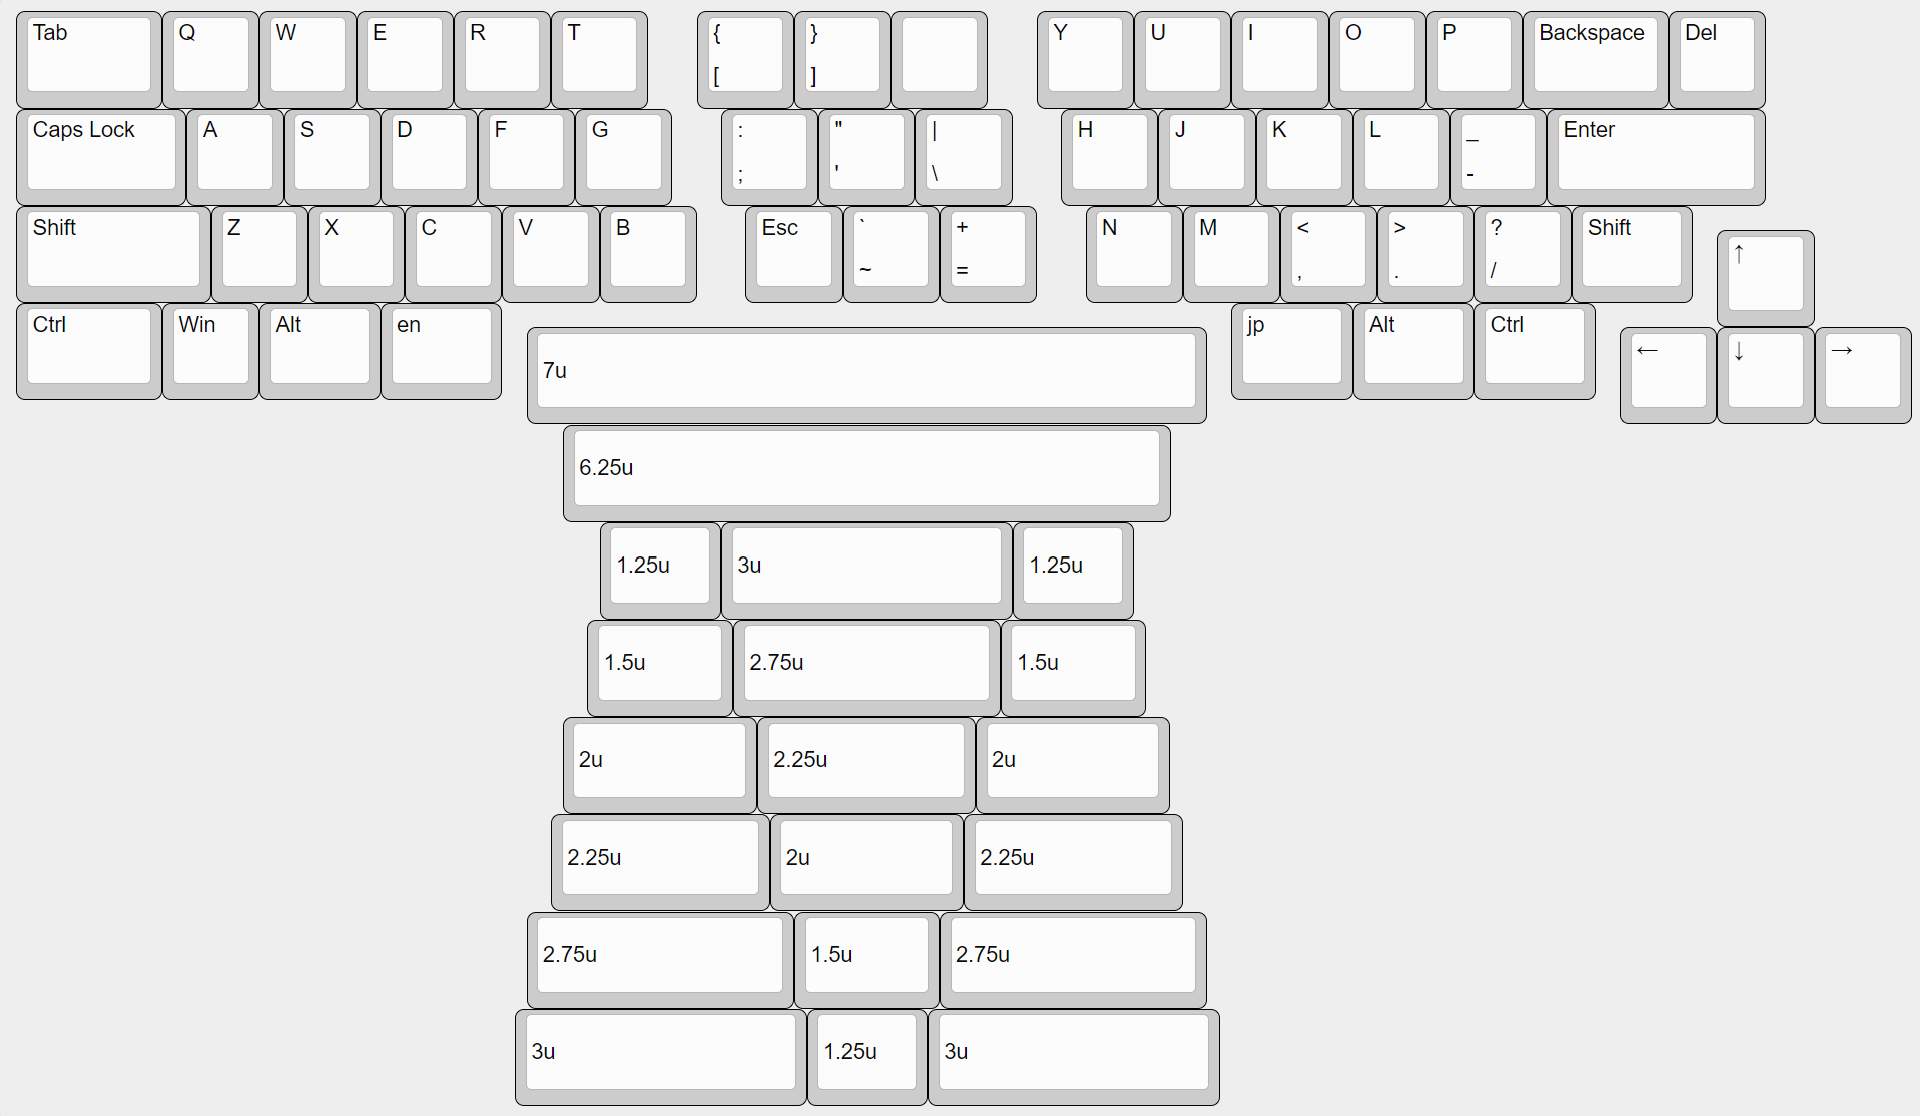 Tab Q W E R T { } Y U I O P Backspace Del
[ ]
Caps Lock A S D F G : " | H J K L _ Enter
; ' \ -
Shift Z X C V B Esc ` + N M < > ? Shift
~ = , . /
↑
Ctrl Win Alt en jp Alt Ctrl
← ↓ →
7u
6.25u
1.25u 3u 1.25u
1.5u 2.75u 1.5u
2u 2.25u 2u
2.25u 2u 2.25u
2.75u 1.5u 2.75u
3u 1.25u 3u